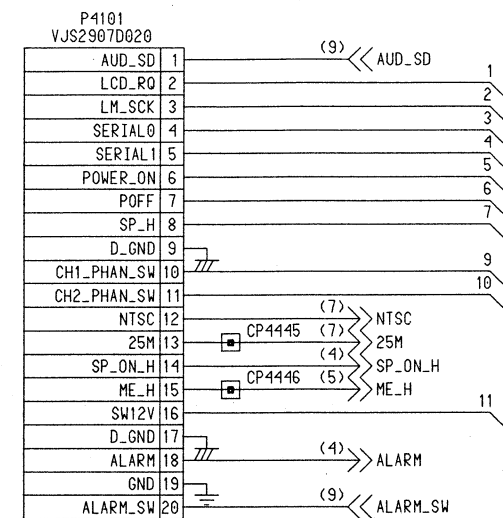 P4101
VJS2907D020
AUD_SD 1 (9) AUD_SD
LCD_RQ 2 1
LM_SCK 3 2
SERIAL0 4 3
SERIAL1 5 4
POWER_ON 6 5
POFF 7 6
SP_H 8 7
D_GND 9
CH1_PHAN_SW 10 9
CH2_PHAN_SW 11 10
NTSC 12 (7) NTSC
25M 13 CP4445 (7) 25M
SP_ON_H 14 (4) SP_ON_H
ME_H 15 CP4446 (5) ME_H
SW12V 16 11
D_GND 17
ALARM 18 (4) ALARM
GND 19
ALARM_SW 20 (9) ALARM_SW